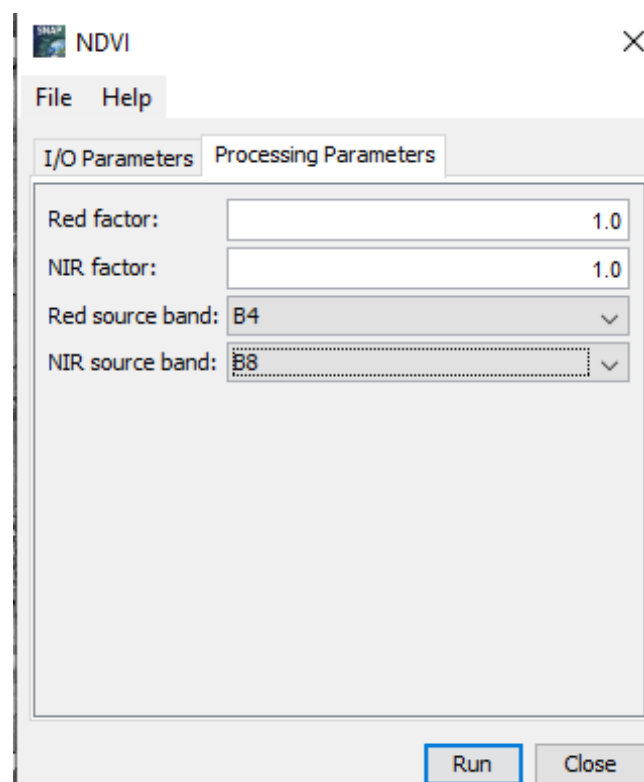 SNAP
NDVI
File Help
I/O Parameters Processing Parameters
Red factor: 1.0
NIR factor: 1.0
Red source band: B4
NIR source band: B8
Run Close